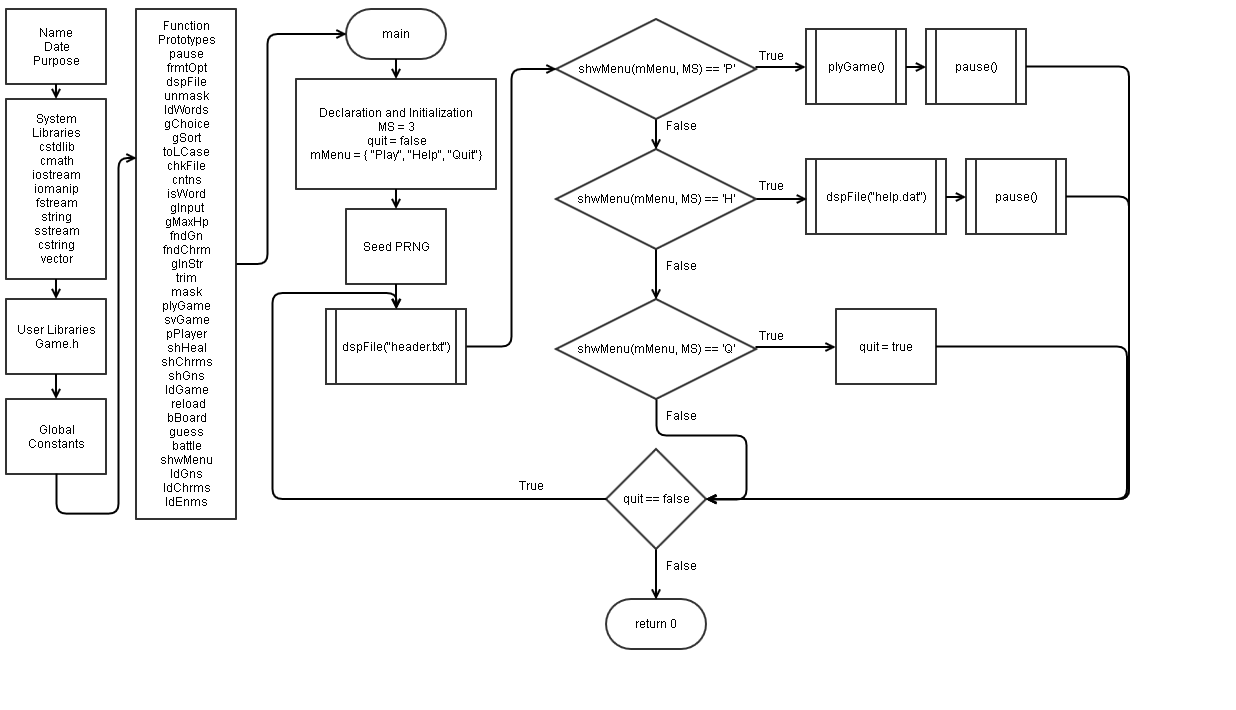 Name
Date
Purpose
System
Libraries
cstdlib
cmath
iostream
iomanip
fstream
string
sstream
cstring
vector
User Libraries
Game.h
Global
Constants
Function
Prototypes
pause
frmtOpt
dspFile
unmask
ldWords
gChoice
gSort
toLCase
chkFile
cntns
isWord
gInput
gMaxHp
fndGn
fndChrm
gInStr
trim
mask
plyGame
svGame
pPlayer
shHeal
shChrms
shGns
ldGame
reload
bBoard
guess
battle
shwMenu
ldGns
ldChrms
ldEnms
main
Declaration and Initialization
MS = 3
quit = false
mMenu = { "Play", "Help", "Quit"}
Seed PRNG
dspFile("header.txt")
shwMenu(mMenu, MS) == 'P'
True
plyGame()
pause()
False
shwMenu(mMenu, MS) == 'H'
True
dspFile("help.dat")
pause()
False
shwMenu(mMenu, MS) == 'Q'
True
quit = true
False
quit == false
True
False
return 0